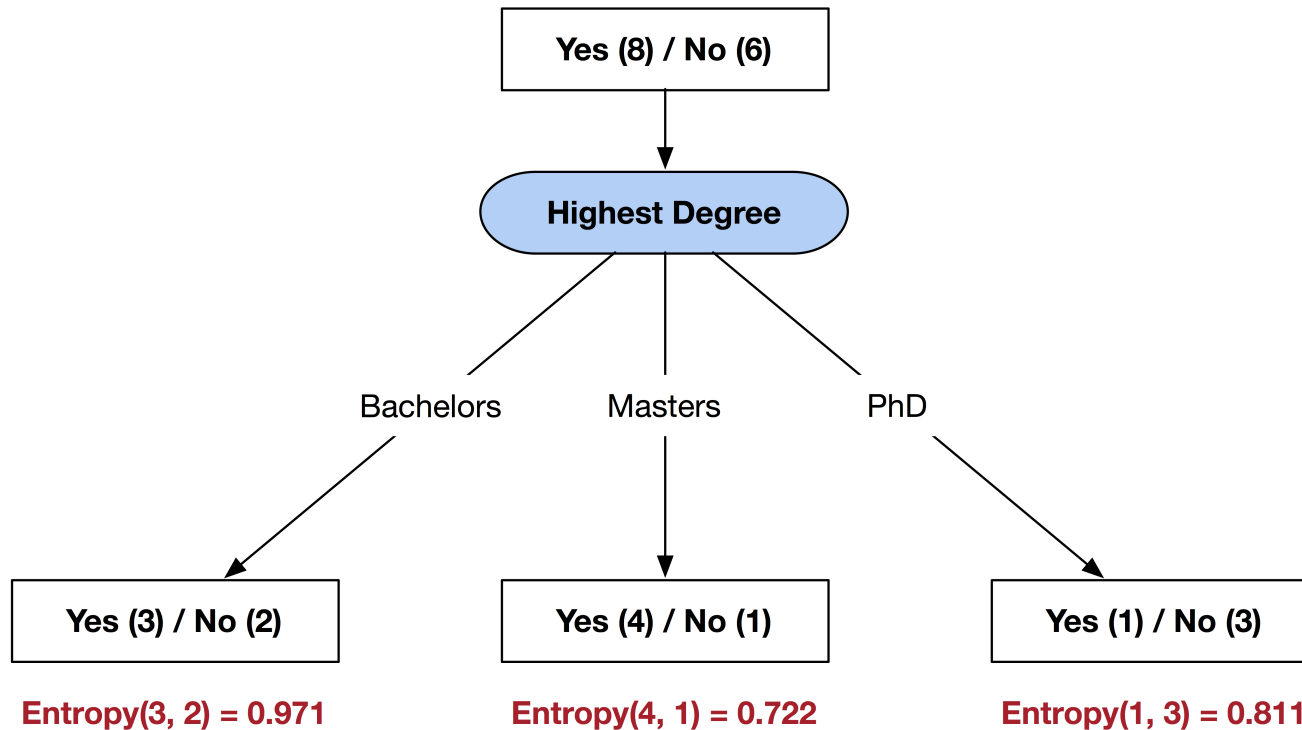 Yes (8) / No (6)
Highest Degree
Bachelors
Masters
PhD
Yes (3) / No (2)
Yes (4) / No (1)
Yes (1) / No (3)
Entropy(3, 2) = 0.971
Entropy(4, 1) = 0.722
Entropy(1, 3) = 0.811